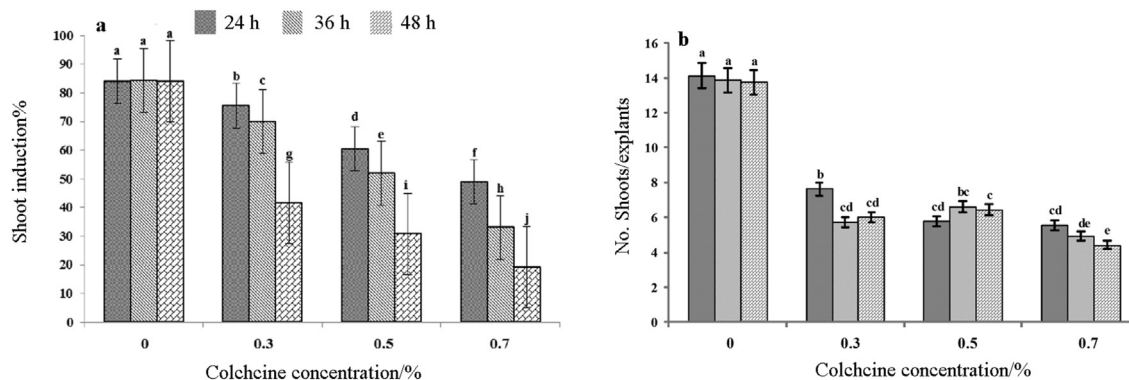 a
24 h 36 h 48 h
100
90
80
70
60
50
40
30
20
10
0
Shoot induction%
a a a
b c g
d e i
f h j
0 0.3 0.5 0.7
Colchcine concentration/%
b
16
14
12
10
8
6
4
2
0
No. Shoots/explants
a a a
b cd cd
cd bc c
cd de e
0 0.3 0.5 0.7
Colchcine concentration/%